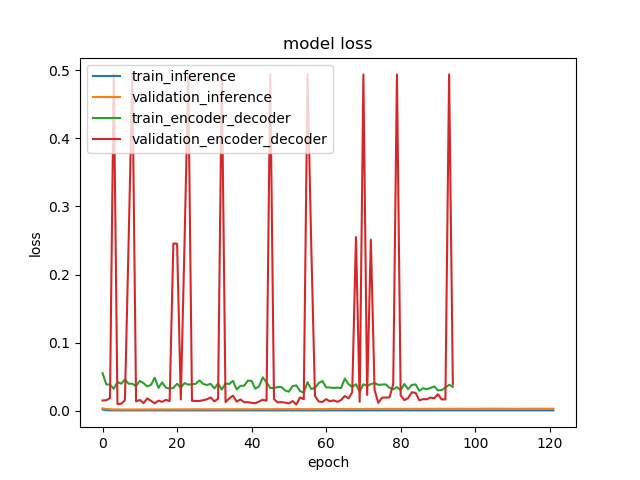 model loss
train_inference
validation_inference
train_encoder_decoder
validation_encoder_decoder
0.5
0.4
0.3
0.2
0.1
0.0
loss
0 20 40 60 80 100 120
epoch